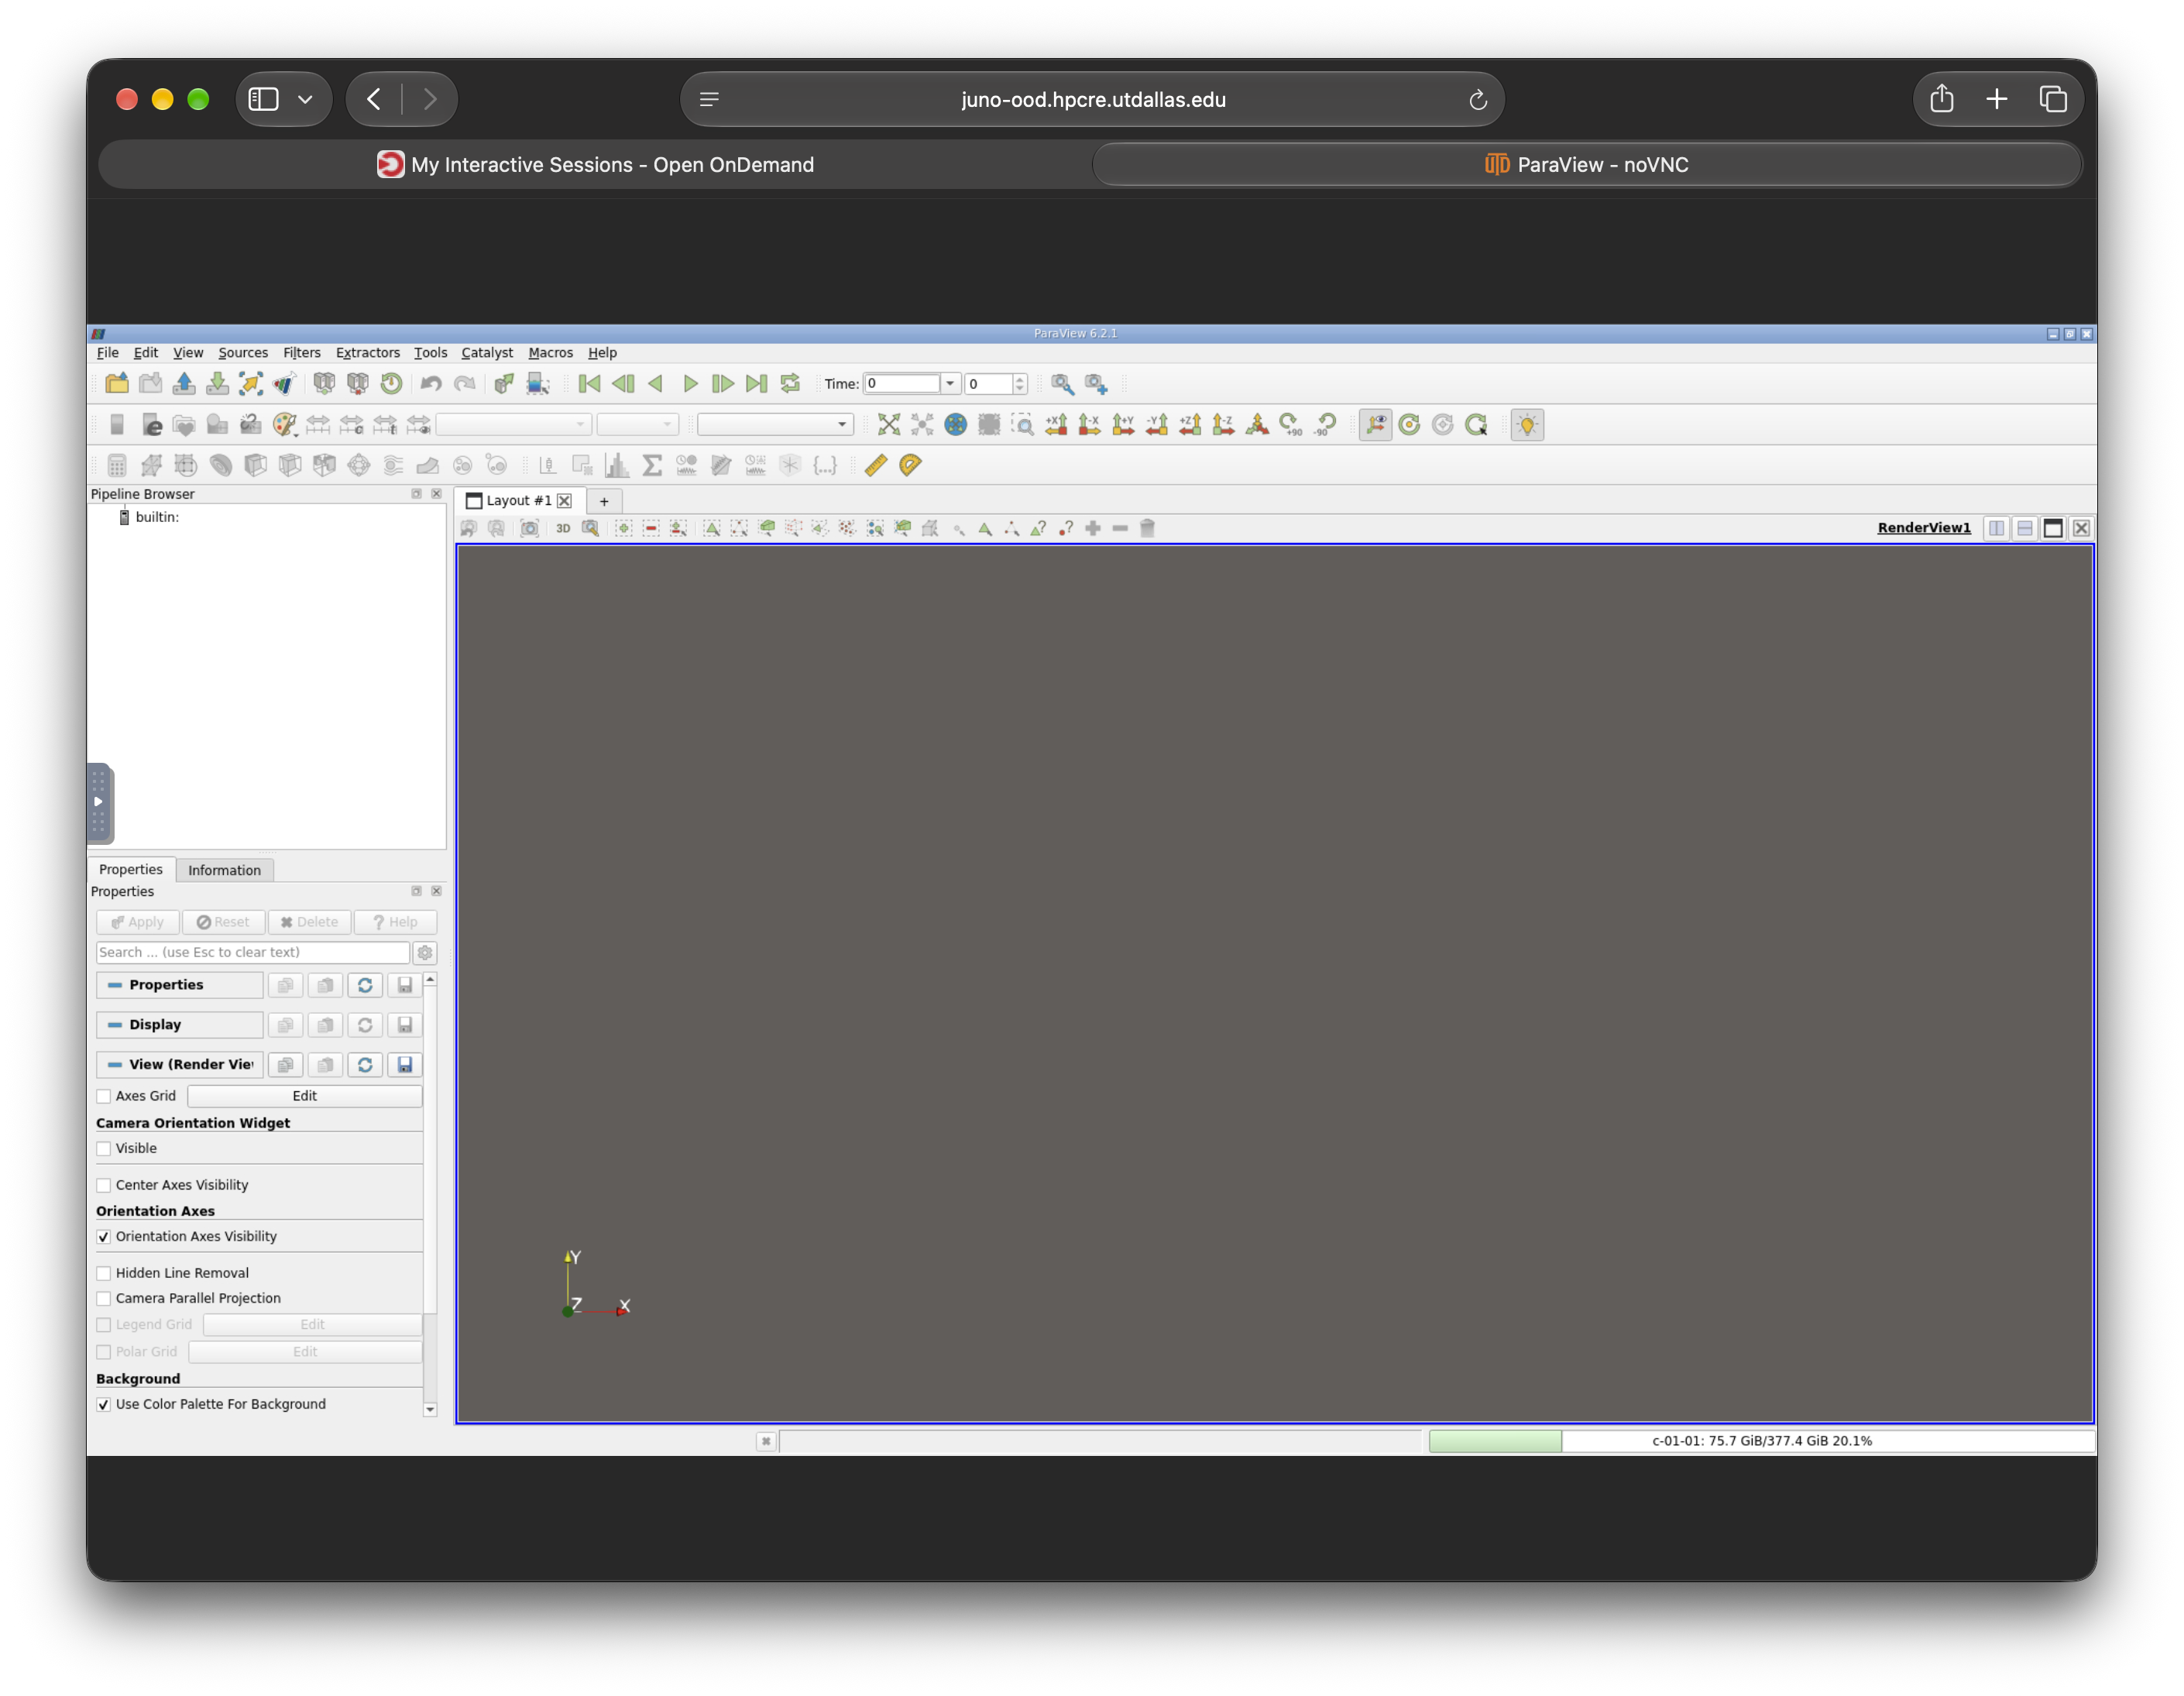 juno-ood.hpcre.utdallas.edu
My Interactive Sessions - Open OnDemand
UTD ParaView - noVNC
ParaView 6.2.1
File Edit View Sources Filters Extractors Tools Catalyst Macros Help
Time: 0 0
+X -X +Y -Y +Z -Z +90 -90
Pipeline Browser
builtin:
Layout #1 +
3D
RenderView1
Properties Information
Properties
Apply Reset Delete ? Help
Search ... (use Esc to clear text)
Properties
Display
View (Render Vie
Axes Grid Edit
Camera Orientation Widget
Visible
Center Axes Visibility
Orientation Axes
Orientation Axes Visibility
Hidden Line Removal
Camera Parallel Projection
Legend Grid Edit
Polar Grid Edit
Background
Use Color Palette For Background
Y
Z X
c-01-01: 75.7 GiB/377.4 GiB 20.1%